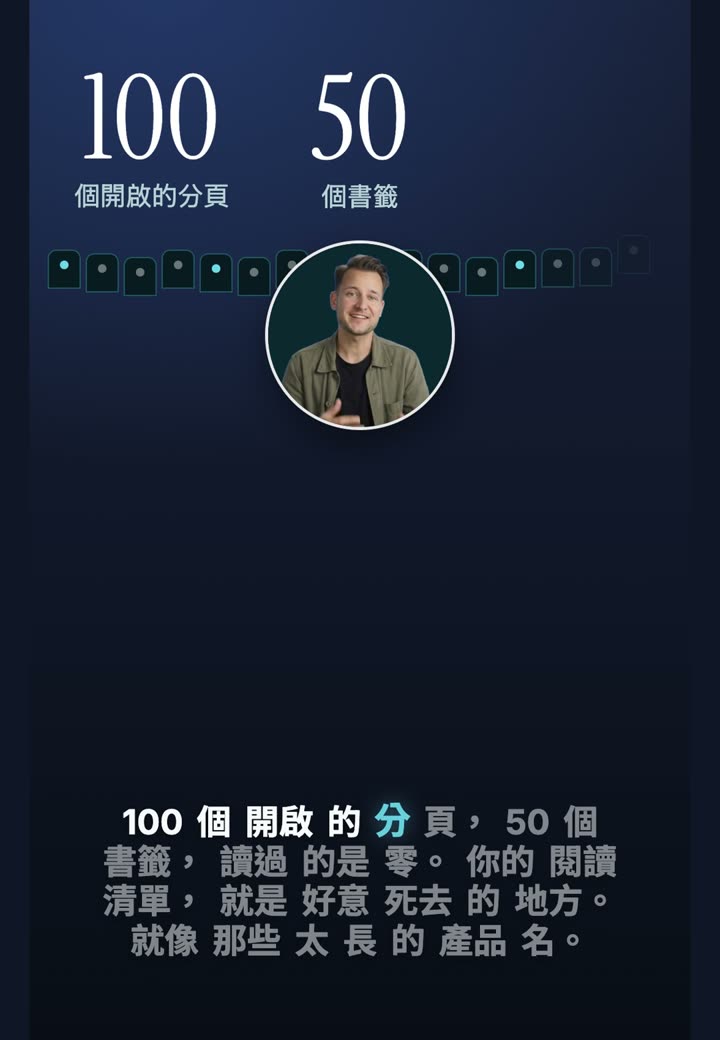 100 50
個開啟的分頁 個書籤
100 個 開啟 的 分 頁， 50 個
書籤， 讀過 的是 零。 你的 閱讀
清單， 就是 好意 死去 的 地方。
就像 那些 太 長 的 產品 名。